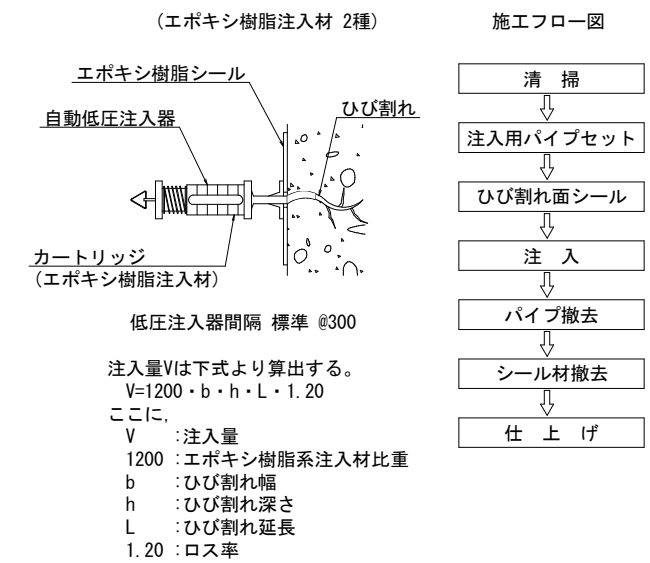 (エポキシ樹脂注入材 2種)
エポキシ樹脂シール
自動低圧注入器
ひび割れ
カートリッジ
(エポキシ樹脂注入材)
低圧注入器間隔 標準 @300
注入量Vは下式より算出する。
V=1200・b・h・L・1.20
ここに,
V :注入量
1200 :エポキシ樹脂系注入材比重
b :ひび割れ幅
h :ひび割れ深さ
L :ひび割れ延長
1.20 :ロス率
施工フロー図
清 掃
注入用パイプセット
ひび割れ面シール
注 入
パイプ撤去
シール材撤去
仕 上 げ